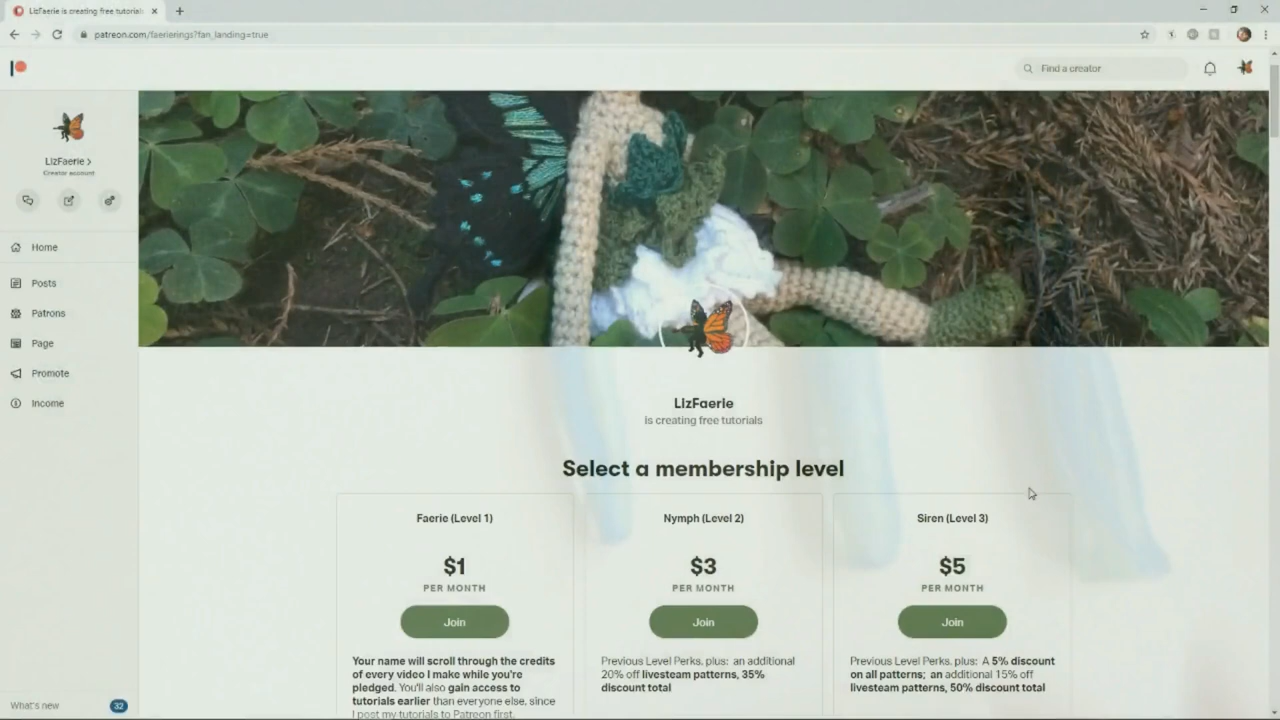 LizFaerie is creating free tutorials
patreon.com/faerierings?fan_landing=true
Find a creator
LizFaerie >
Creator account
Home
Posts
Patrons
Page
Promote
Income
What's new
32
LizFaerie
is creating free tutorials
Select a membership level
Faerie (Level 1)
$1
PER MONTH
Join
Your name will scroll through the credits
of every video I make while you're
pledged. You'll also gain access to
tutorials earlier than everyone else, since
I post my tutorials to Patreon first.
Nymph (Level 2)
$3
PER MONTH
Join
Previous Level Perks, plus: an additional
20% off livesteam patterns, 35%
discount total
Siren (Level 3)
$5
PER MONTH
Join
Previous Level Perks, plus: A 5% discount
on all patterns; an additional 15% off
livesteam patterns, 50% discount total